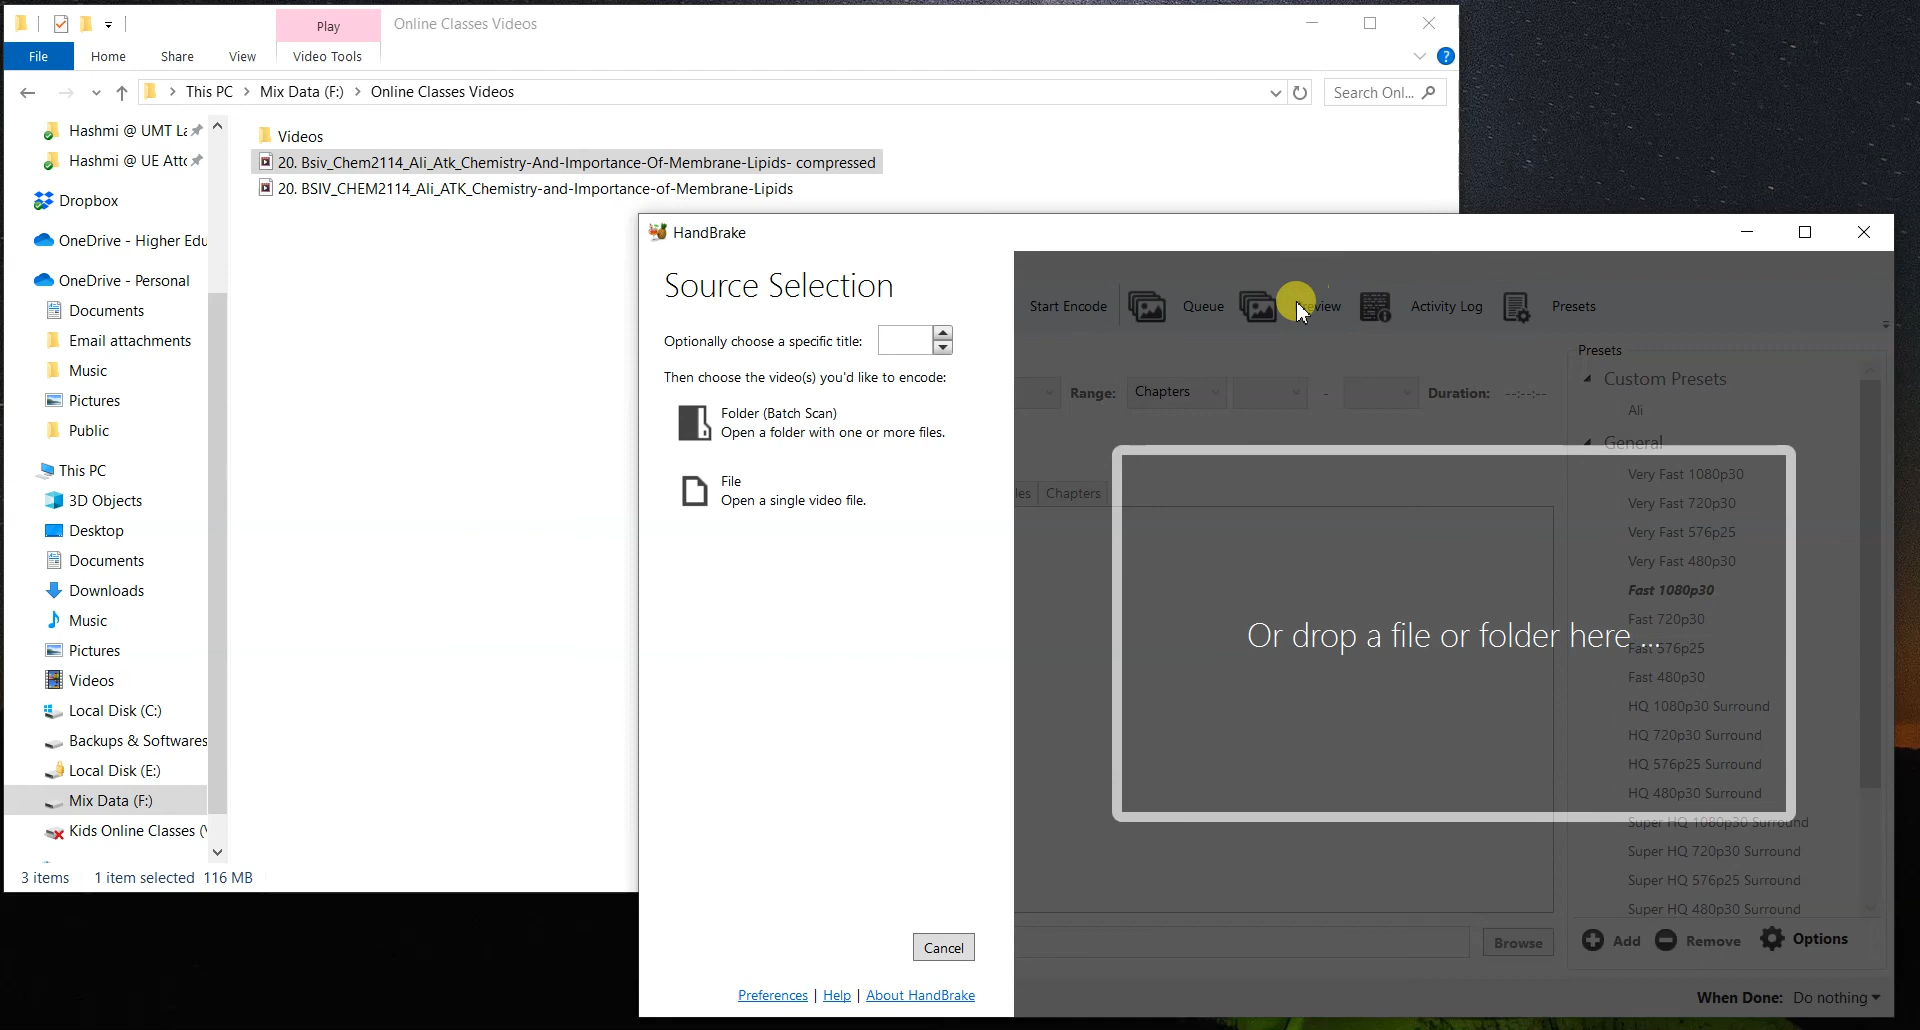 Play
Online Classes Videos
File
Home
Share
View
Video Tools
This PC
Mix Data (F:)
Online Classes Videos
Search Onl...
Hashmi @ UMT La
Hashmi @ UE Atto
Dropbox
OneDrive - Higher Edu
OneDrive - Personal
Documents
Email attachments
Music
Pictures
Public
This PC
3D Objects
Desktop
Documents
Downloads
Music
Pictures
Videos
Local Disk (C:)
Backups & Softwares
Local Disk (E:)
Mix Data (F:)
Kids Online Classes (\
3 items
1 item selected 116 MB
Videos
20. Bsiv_Chem2114_Ali_Atk_Chemistry-And-Importance-Of-Membrane-Lipids- compressed
20. BSIV_CHEM2114_Ali_ATK_Chemistry-and-Importance-of-Membrane-Lipids
HandBrake
Source Selection
Optionally choose a specific title:
Then choose the video(s) you'd like to encode:
Folder (Batch Scan)
Open a folder with one or more files.
File
Open a single video file.
Cancel
Preferences | Help | About HandBrake
Start Encode
Queue
Preview
Activity Log
Presets
Range:
Chapters
-
Duration:
--:--:--
les
Chapters
Or drop a file or folder here ...
Browse
Presets
Custom Presets
Ali
General
Very Fast 1080p30
Very Fast 720p30
Very Fast 576p25
Very Fast 480p30
Fast 1080p30
Fast 720p30
Fast 576p25
Fast 480p30
HQ 1080p30 Surround
HQ 720p30 Surround
HQ 576p25 Surround
HQ 480p30 Surround
Super HQ 1080p30 Surround
Super HQ 720p30 Surround
Super HQ 576p25 Surround
Super HQ 480p30 Surround
Add
Remove
Options
When Done: Do nothing